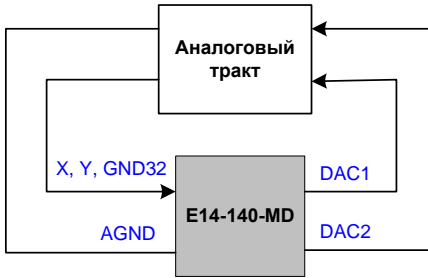 Аналоговый
тракт
X, Y, GND32
DAC1
E14-140-MD
AGND
DAC2